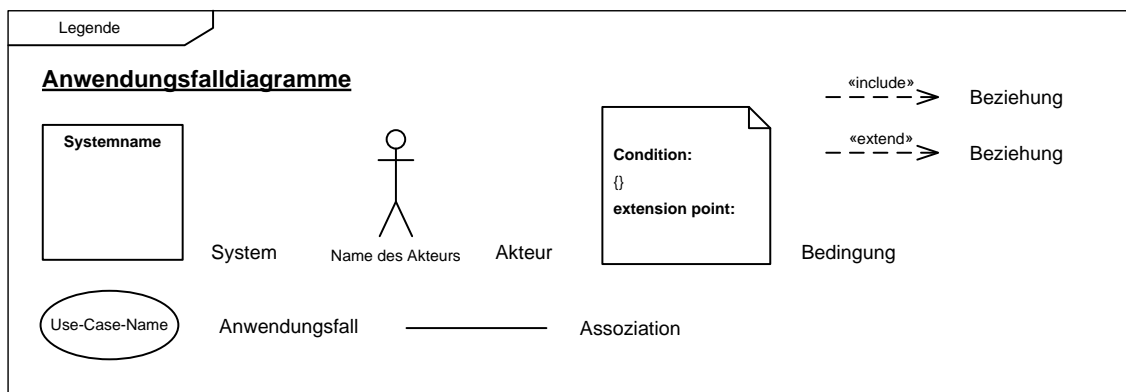 Legende
Anwendungsfalldiagramme
«include»
Beziehung
«extend»
Beziehung
Systemname
System
Name des Akteurs
Akteur
Condition:
{}
extension point:
Bedingung
Use-Case-Name
Anwendungsfall
Assoziation